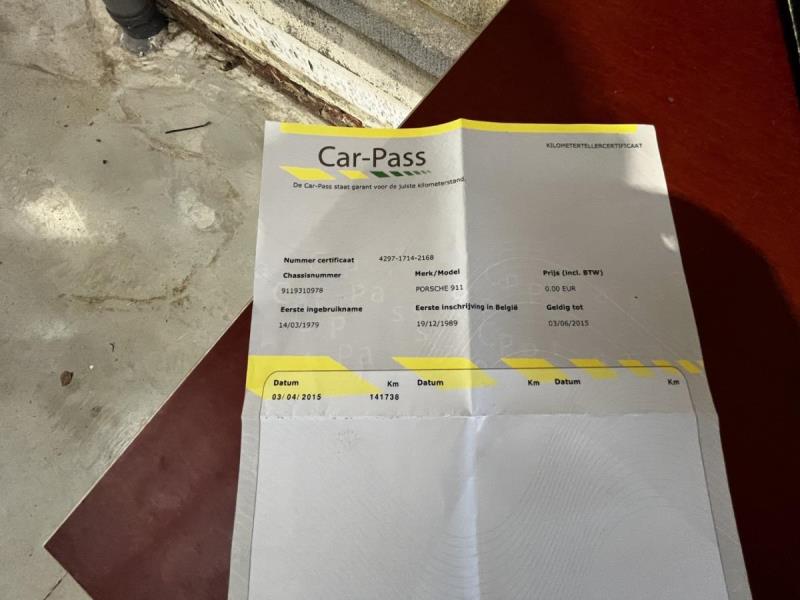 Car-Pass
KILOMETERTELLERCERTIFICAAT
De Car-Pass staat garant voor de juiste kilometerstand.
Nummer certificaat 4297-1714-2168
Chassisnummer Merk/Model Prijs (incl. BTW)
9119310978 PORSCHE 911 0.00 EUR
Eerste ingebruikname Eerste inschrijving in België Geldig tot
14/03/1979 19/12/1989 03/06/2015
Datum Km Datum Km Datum Km
03/04/2015 141738